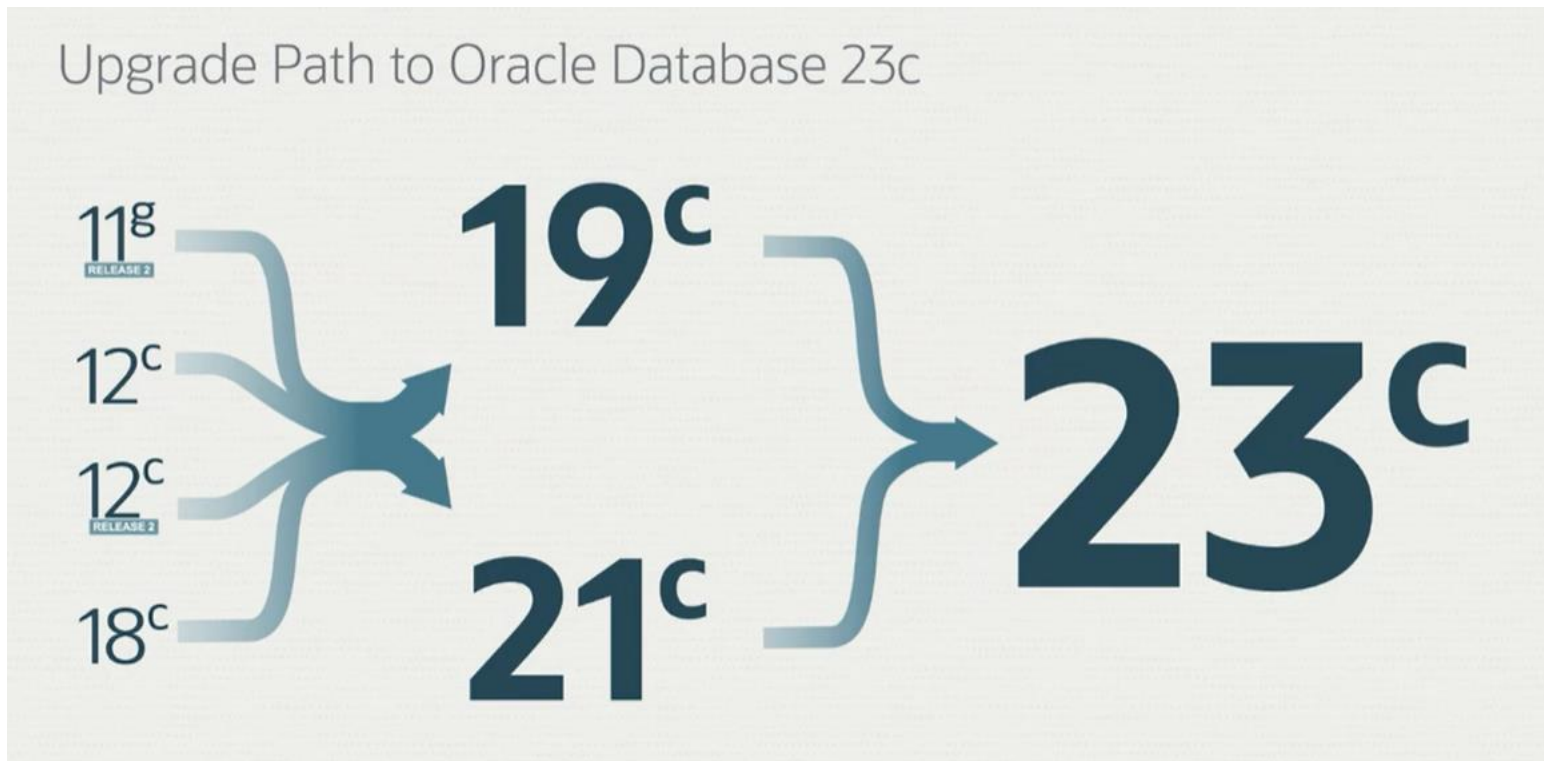 Upgrade Path to Oracle Database 23c
11g
RELEASE 2
12c
12c
RELEASE 2
18c
19c
21c
23c